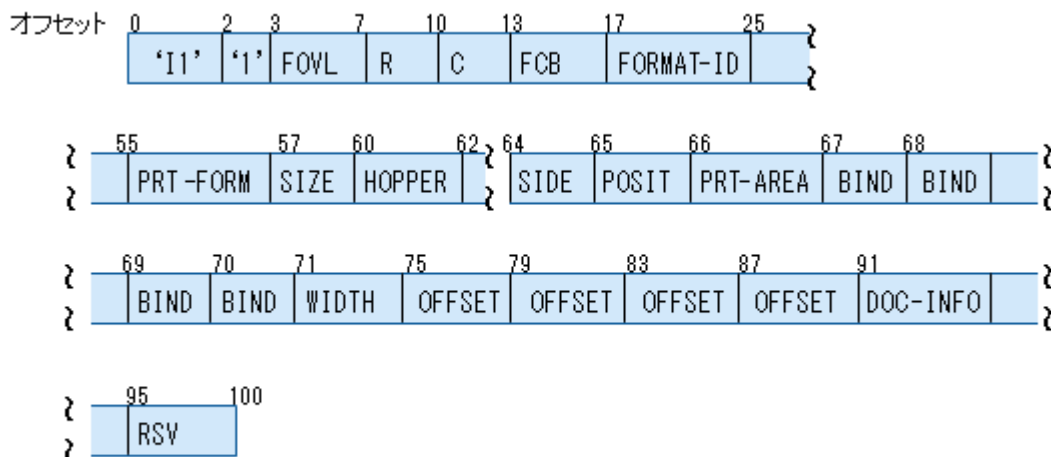 オフセット 0 2 3 7 10 13 17 25
‘I1’ ‘1’ FOVL R C FCB FORMAT-ID
55 57 60 62 64 65 66 67 68
PRT-FORM SIZE HOPPER SIDE POSIT PRT-AREA BIND BIND
69 70 71 75 79 83 87 91
BIND BIND WIDTH OFFSET OFFSET OFFSET OFFSET DOC-INFO
95 100
RSV